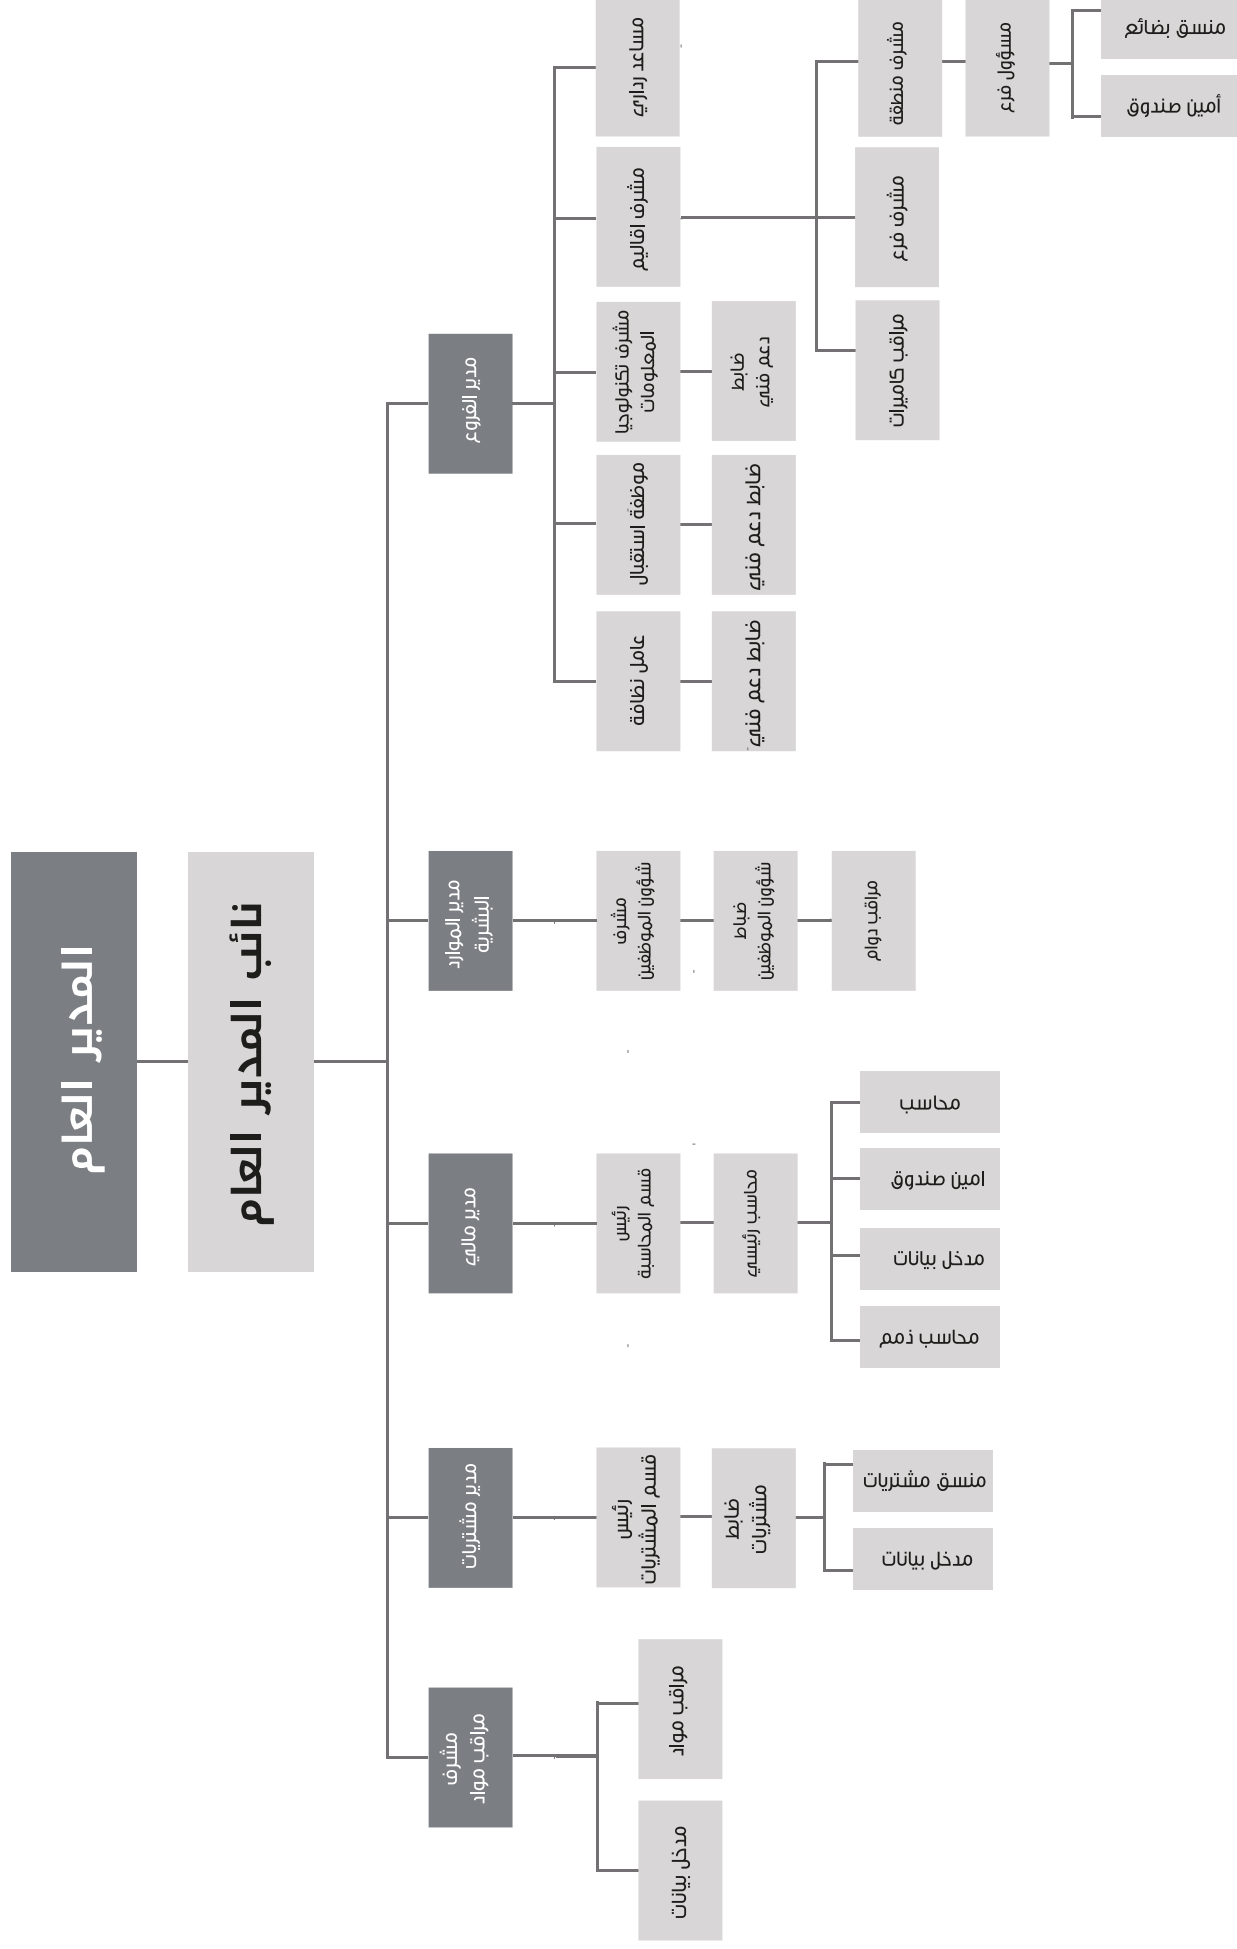 المدير العام
نائب المدير العام
مدير الفروع
مساعد رداري
مشرف اقاليم
مشرف منطقة
مسؤول فرع
منسق بضائع
أمين صندوق
مشرف فرع
مراقب كاميرات
مشرف تكنولوجيا
المعلومات
ضابط
دعم فني
موظفة استقبال
ضابط دعم فني
عامل نظافة
ضابط دعم فني
مدير الموارد
البشرية
مشرف
شؤون الموظفين
ضباط
شؤون الموظفين
مراقب دوام
مدير مالي
رئيس
قسم المحاسبة
محاسب رئيسي
محاسب
امين صندوق
مدخل بيانات
محاسب ذمم
مدير مشتريات
رئيس
قسم المشتريات
ضابط
مشتريات
منسق مشتريات
مدخل بيانات
مشرف
مراقب مواد
مراقب مواد
مدخل بيانات